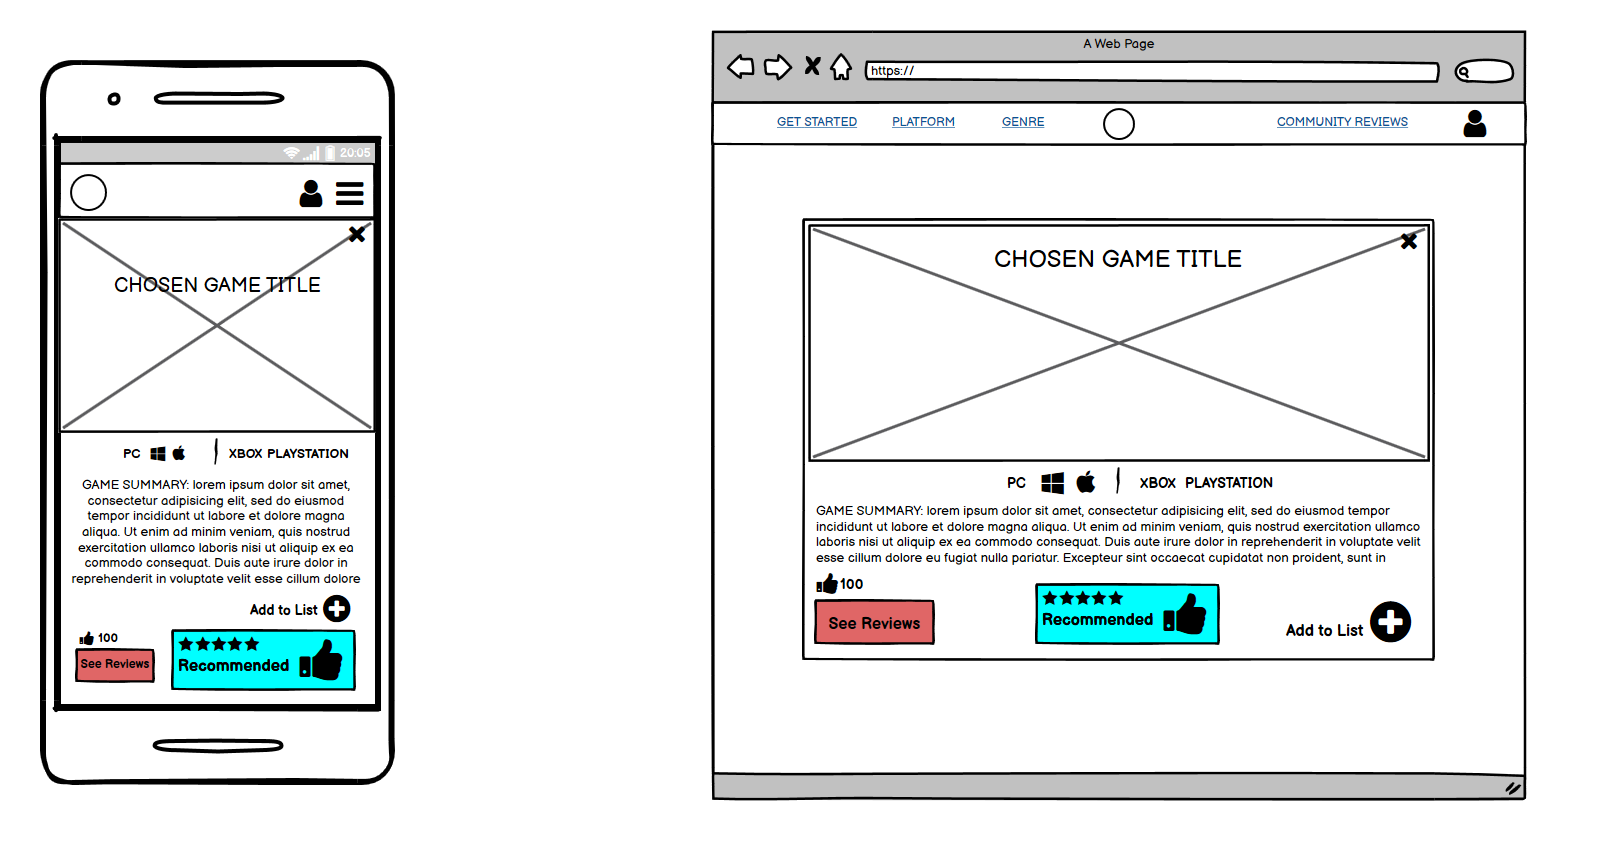 20:05
CHOSEN GAME TITLE
PC XBOX PLAYSTATION
GAME SUMMARY: lorem ipsum dolor sit amet,
consectetur adipisicing elit, sed do eiusmod
tempor incididunt ut labore et dolore magna
aliqua. Ut enim ad minim veniam, quis nostrud
exercitation ullamco laboris nisi ut aliquip ex ea
commodo consequat. Duis aute irure dolor in
reprehenderit in voluptate velit esse cillum dolore
Add to List
100
See Reviews
Recommended
A Web Page
https://
GET STARTED PLATFORM GENRE COMMUNITY REVIEWS
CHOSEN GAME TITLE
PC XBOX PLAYSTATION
GAME SUMMARY: lorem ipsum dolor sit amet, consectetur adipisicing elit, sed do eiusmod tempor
incididunt ut labore et dolore magna aliqua. Ut enim ad minim veniam, quis nostrud exercitation ullamco
laboris nisi ut aliquip ex ea commodo consequat. Duis aute irure dolor in reprehenderit in voluptate velit
esse cillum dolore eu fugiat nulla pariatur. Excepteur sint occaecat cupidatat non proident, sunt in
100
See Reviews
Recommended
Add to List